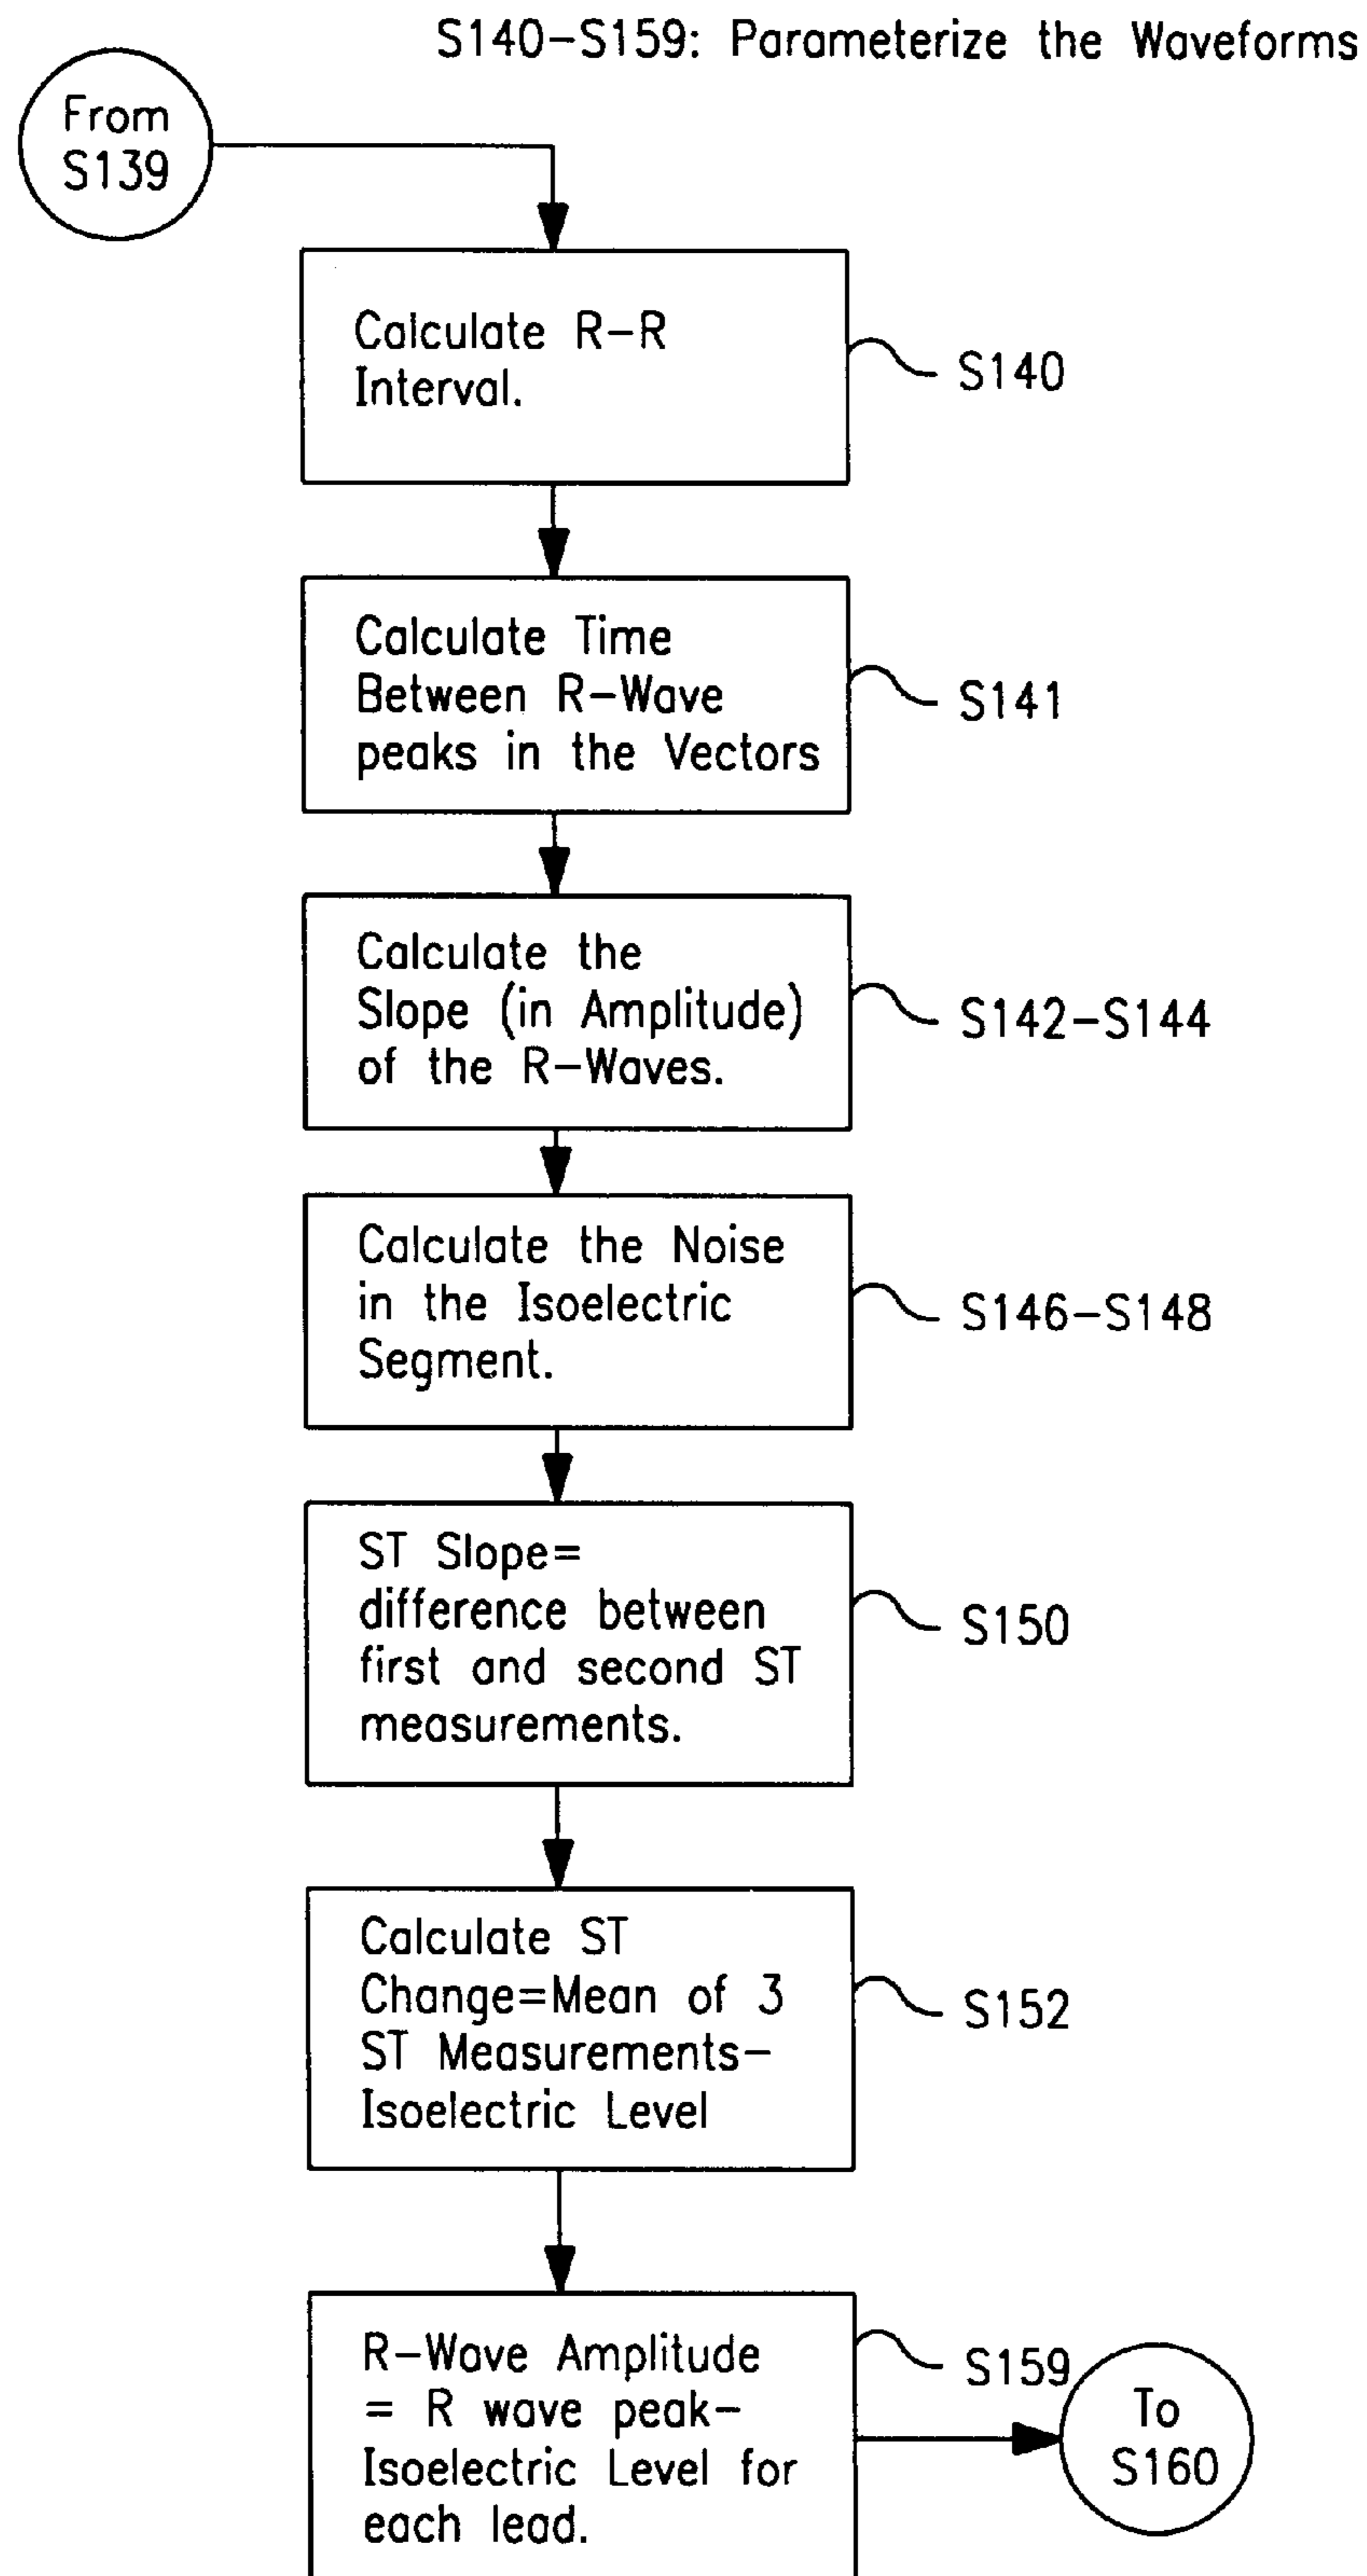 S140-S159: Parameterize the Waveforms
From
S139
Calculate R-R
Interval.
S140
Calculate Time
Between R-Wave
peaks in the Vectors
S141
Calculate the
Slope (in Amplitude)
of the R-Waves.
S142-S144
Calculate the Noise
in the Isoelectric
Segment.
S146-S148
ST Slope=
difference between
first and second ST
measurements.
S150
Calculate ST
Change=Mean of 3
ST Measurements-
Isoelectric Level
S152
R-Wave Amplitude
= R wave peak-
Isoelectric Level for
each lead.
S159
To
S160